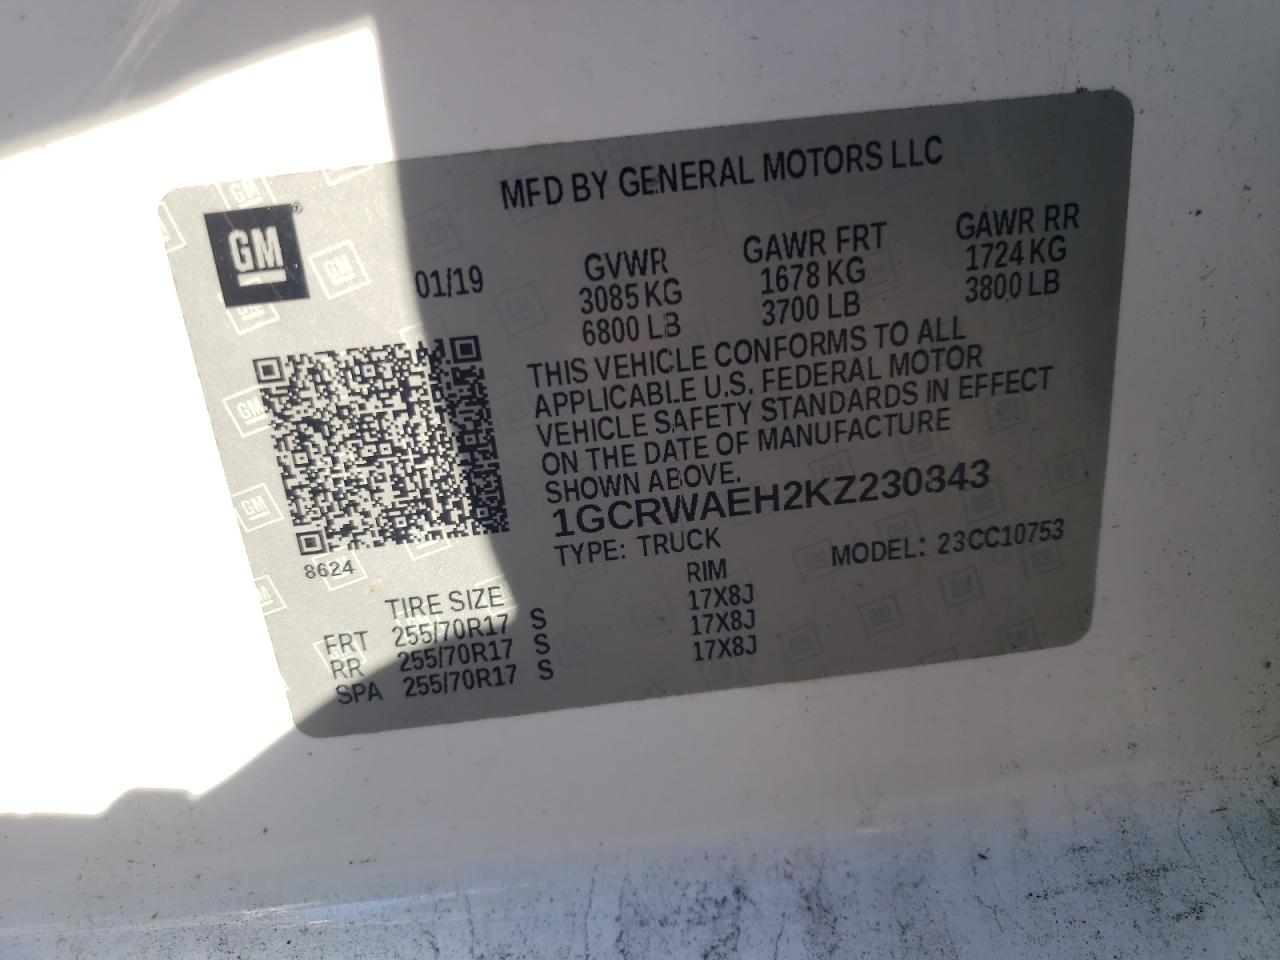 MFD BY GENERAL MOTORS LLC
GM
01/19
GVWR
3085 KG
6800 LB
GAWR FRT
1678 KG
3700 LB
GAWR RR
1724 KG
3800 LB
THIS VEHICLE CONFORMS TO ALL
APPLICABLE U.S. FEDERAL MOTOR
VEHICLE SAFETY STANDARDS IN EFFECT
ON THE DATE OF MANUFACTURE
SHOWN ABOVE.
1GCRWAEH2KZ230343
TYPE: TRUCK
MODEL: 23CC10753
8624
TIRE SIZE RIM
FRT 255/70R17 S 17X8J
RR 255/70R17 S 17X8J
SPA 255/70R17 S 17X8J